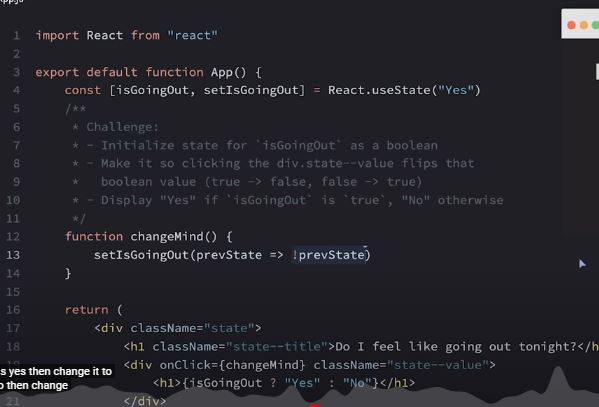 App.js
1 import React from "react"
2
3 export default function App() {
4 const [isGoingOut, setIsGoingOut] = React.useState("Yes")
5 /**
6 * Challenge:
7 * - Initialize state for `isGoingOut` as a boolean
8 * - Make it so clicking the div.state--value flips that
9 * boolean value (true -> false, false -> true)
10 * - Display "Yes" if `isGoingOut` is `true`, "No" otherwise
11 */
12 function changeMind() {
13 setIsGoingOut(prevState => !prevState)
14 }
15
16 return (
17 <div className="state">
18 <h1 className="state--title">Do I feel like going out tonight?</h
<div onClick={changeMind} className="state--value">
s yes then change it to
<h1>{isGoingOut ? "Yes" : "No"}</h1>
o then change
21 </div>